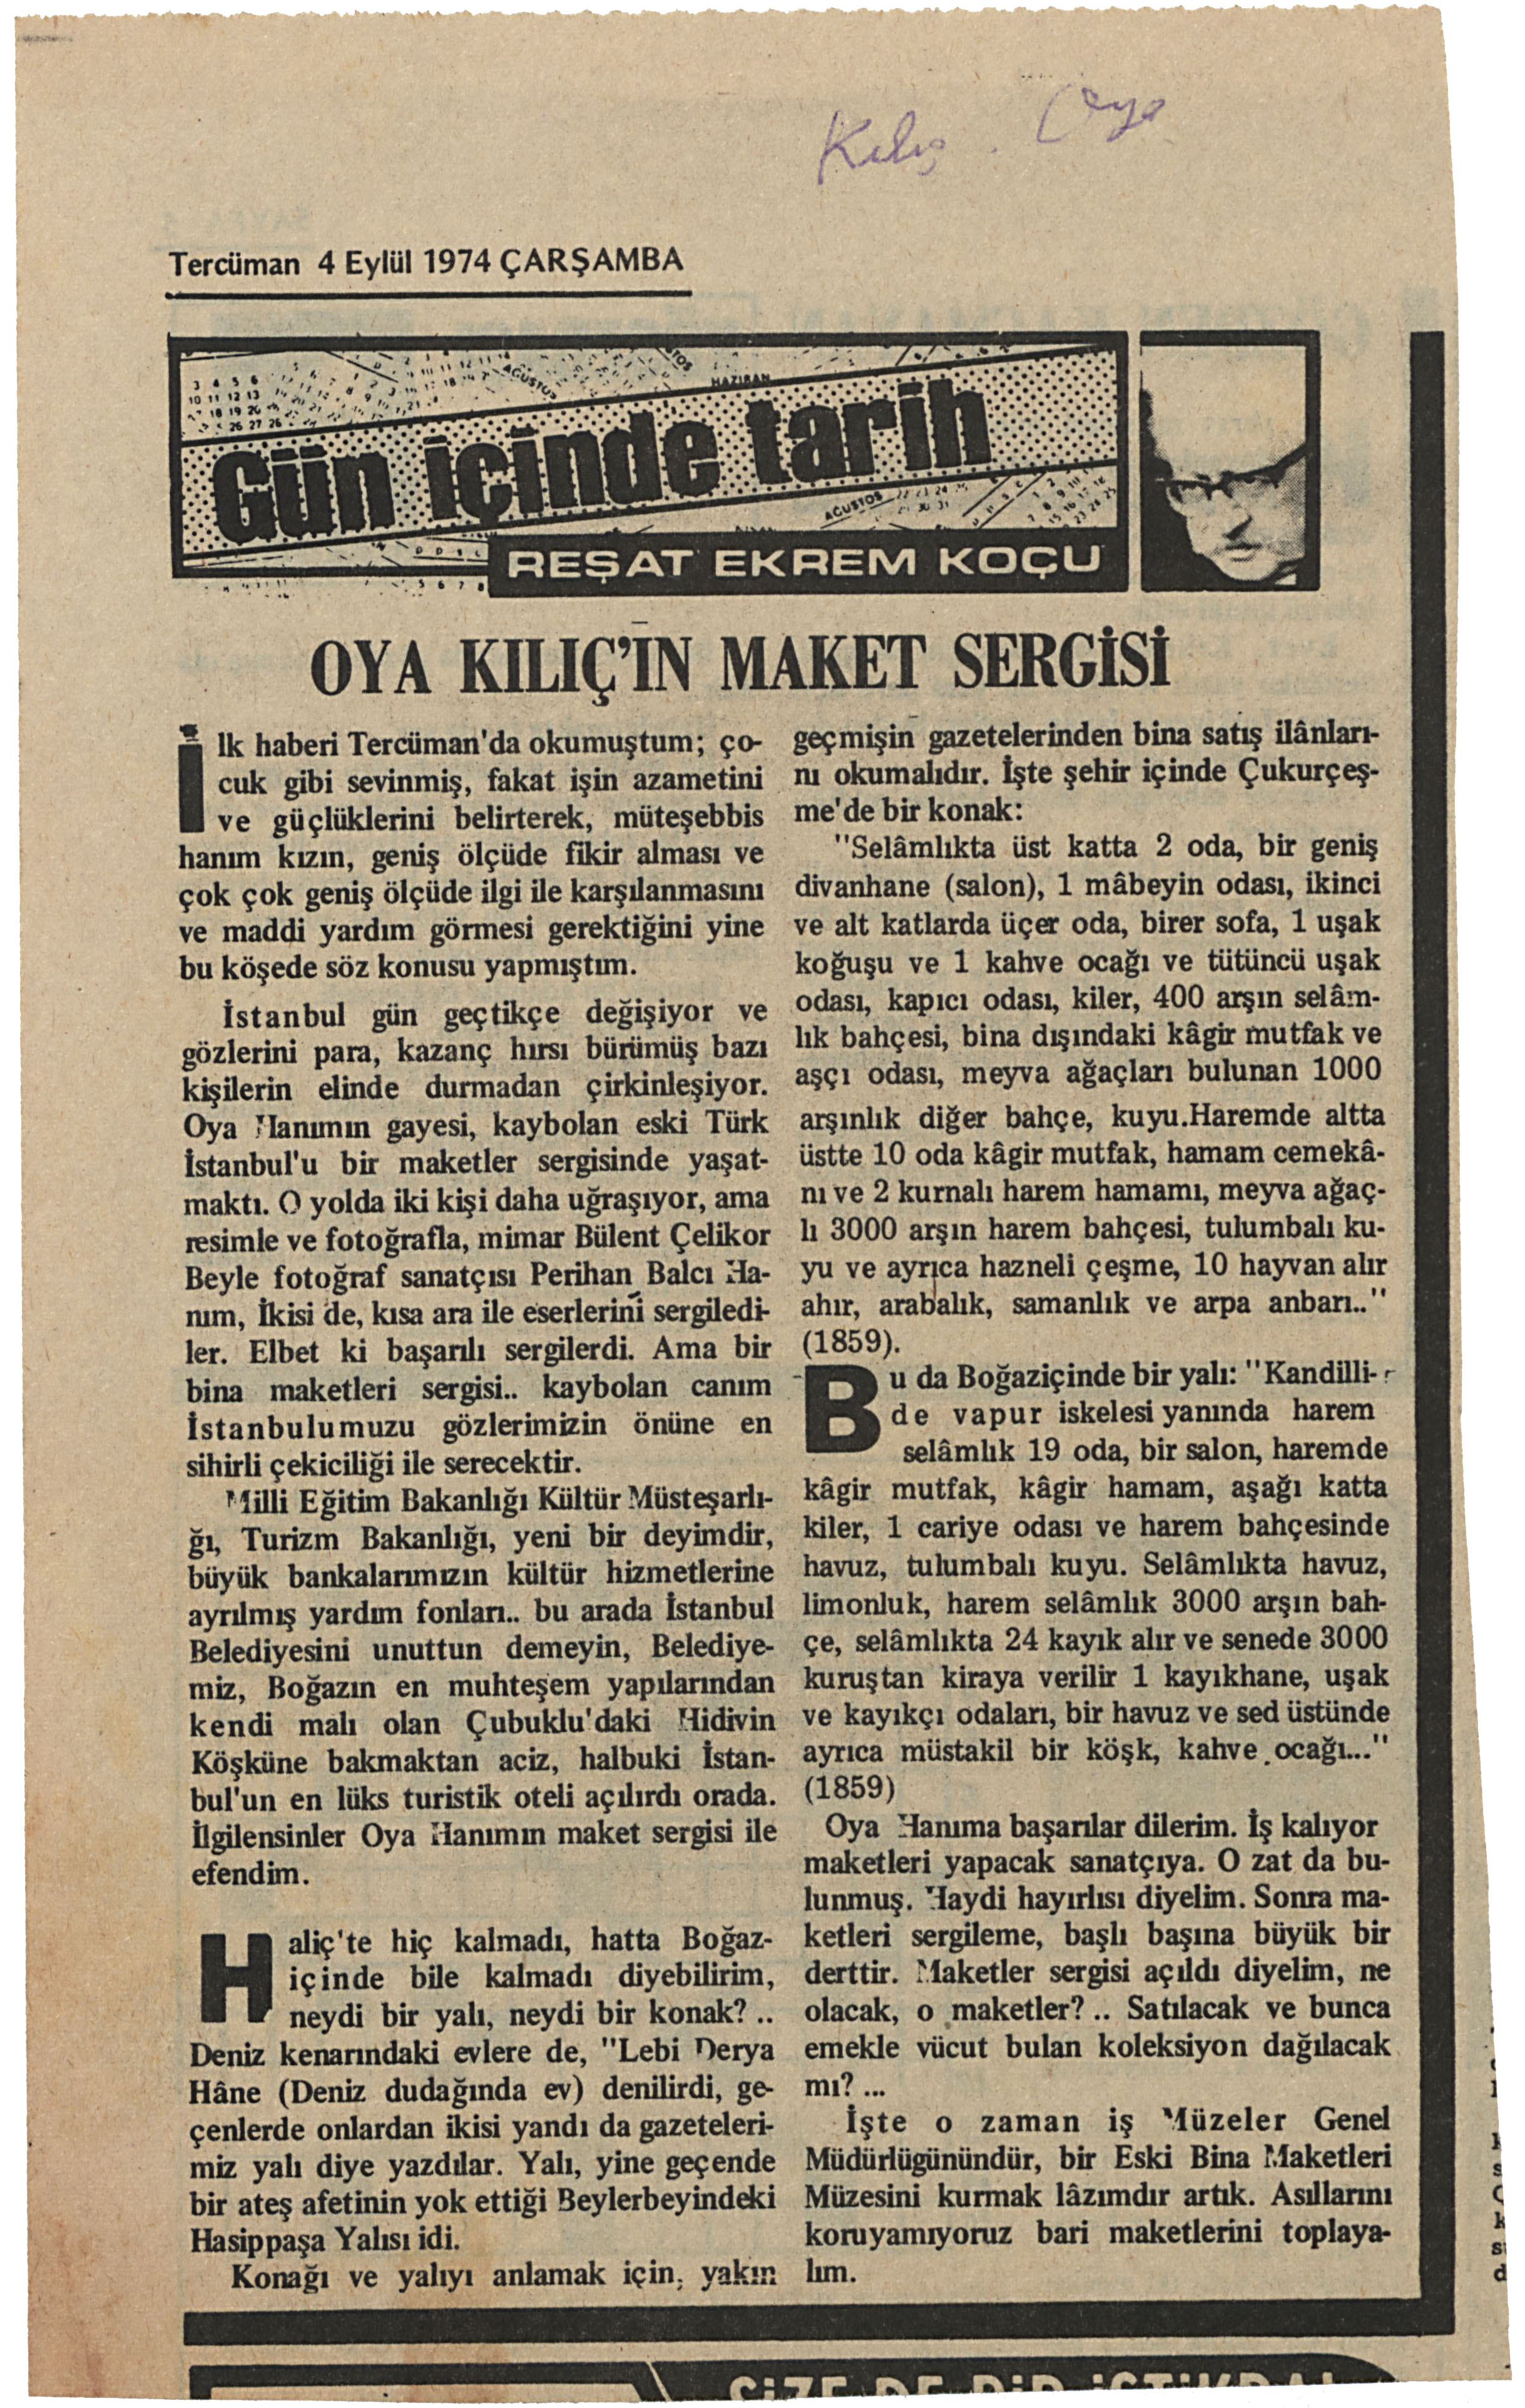 Kılıç. Oya
Tercüman 4 Eylül 1974 ÇARŞAMBA
Gün içinde tarih
REŞAT EKREM KOÇU
OYA KILIÇ'IN MAKET SERGİSİ
İlk haberi Tercüman'da okumuştum; ço-
cuk gibi sevinmiş, fakat işin azametini
ve güçlüklerini belirterek, müteşebbis
hanım kızın, geniş ölçüde fikir alması ve
çok çok geniş ölçüde ilgi ile karşılanmasını
ve maddi yardım görmesi gerektiğini yine
bu köşede söz konusu yapmıştım.
İstanbul gün geçtikçe değişiyor ve
gözlerini para, kazanç hırsı bürümüş bazı
kişilerin elinde durmadan çirkinleşiyor.
Oya Hanımın gayesi, kaybolan eski Türk
İstanbul'u bir maketler sergisinde yaşat-
maktı. O yolda iki kişi daha uğraşıyor, ama
resimle ve fotoğrafla, mimar Bülent Çelikor
Beyle fotoğraf sanatçısı Perihan Balcı Ha-
nım, İkisi de, kısa ara ile eserlerini sergiledi-
ler. Elbet ki başarılı sergilerdi. Ama bir
bina maketleri sergisi.. kaybolan canım
İstanbulumuzu gözlerimizin önüne en
sihirli çekiciliği ile serecektir.
Milli Eğitim Bakanlığı Kültür Müsteşarlı-
ğı, Turizm Bakanlığı, yeni bir deyimdir,
büyük bankalarımızın kültür hizmetlerine
ayrılmış yardım fonları.. bu arada İstanbul
Belediyesini unuttun demeyin, Belediye-
miz, Boğazın en muhteşem yapılarından
kendi malı olan Çubuklu'daki Hidivin
Köşküne bakmaktan aciz, halbuki İstan-
bul'un en lüks turistik oteli açılırdı orada.
İlgilensinler Oya Hanımın maket sergisi ile
efendim.
Haliç'te hiç kalmadı, hatta Boğaz-
içinde bile kalmadı diyebilirim,
neydi bir yalı, neydi bir konak? ..
Deniz kenarındaki evlere de, "Lebi Derya
Hâne (Deniz dudağında ev) denilirdi, ge-
çenlerde onlardan ikisi yandı da gazeteleri-
miz yalı diye yazdılar. Yalı, yine geçende
bir ateş afetinin yok ettiği Beylerbeyindeki
Hasippaşa Yalısı idi.
Konağı ve yalıyı anlamak için, yakın
geçmişin gazetelerinden bina satış ilânları-
nı okumalıdır. İşte şehir içinde Çukurçeş-
me'de bir konak:
"Selâmlıkta üst katta 2 oda, bir geniş
divanhane (salon), 1 mâbeyin odası, ikinci
ve alt katlarda üçer oda, birer sofa, 1 uşak
koğuşu ve 1 kahve ocağı ve tütüncü uşak
odası, kapıcı odası, kiler, 400 arşın selâm-
lık bahçesi, bina dışındaki kâgir mutfak ve
aşçı odası, meyva ağaçları bulunan 1000
arşınlık diğer bahçe, kuyu.Haremde altta
üstte 10 oda kâgir mutfak, hamam cemekâ-
nı ve 2 kurnalı harem hamamı, meyva ağaç-
lı 3000 arşın harem bahçesi, tulumbalı ku-
yu ve ayrıca hazneli çeşme, 10 hayvan alır
ahır, arabalık, samanlık ve arpa anbarı.."
(1859).
Bu da Boğaziçinde bir yalı: "Kandilli-
de vapur iskelesi yanında harem
selâmlık 19 oda, bir salon, haremde
kâgir mutfak, kâgir hamam, aşağı katta
kiler, 1 cariye odası ve harem bahçesinde
havuz, tulumbalı kuyu. Selâmlıkta havuz,
limonluk, harem selâmlık 3000 arşın bah-
çe, selâmlıkta 24 kayık alır ve senede 3000
kuruştan kiraya verilir 1 kayıkhane, uşak
ve kayıkçı odaları, bir havuz ve sed üstünde
ayrıca müstakil bir köşk, kahve ocağı..."
(1859)
Oya Hanıma başarılar dilerim. İş kalıyor
maketleri yapacak sanatçıya. O zat da bu-
lunmuş. Haydi hayırlısı diyelim. Sonra ma-
ketleri sergileme, başlı başına büyük bir
derttir. Maketler sergisi açıldı diyelim, ne
olacak, o maketler? .. Satılacak ve bunca
emekle vücut bulan koleksiyon dağılacak
mı? ...
İşte o zaman iş Müzeler Genel
Müdürlügünündür, bir Eski Bina Maketleri
Müzesini kurmak lâzımdır artık. Asıllarını
koruyamıyoruz bari maketlerini toplaya-
lım.